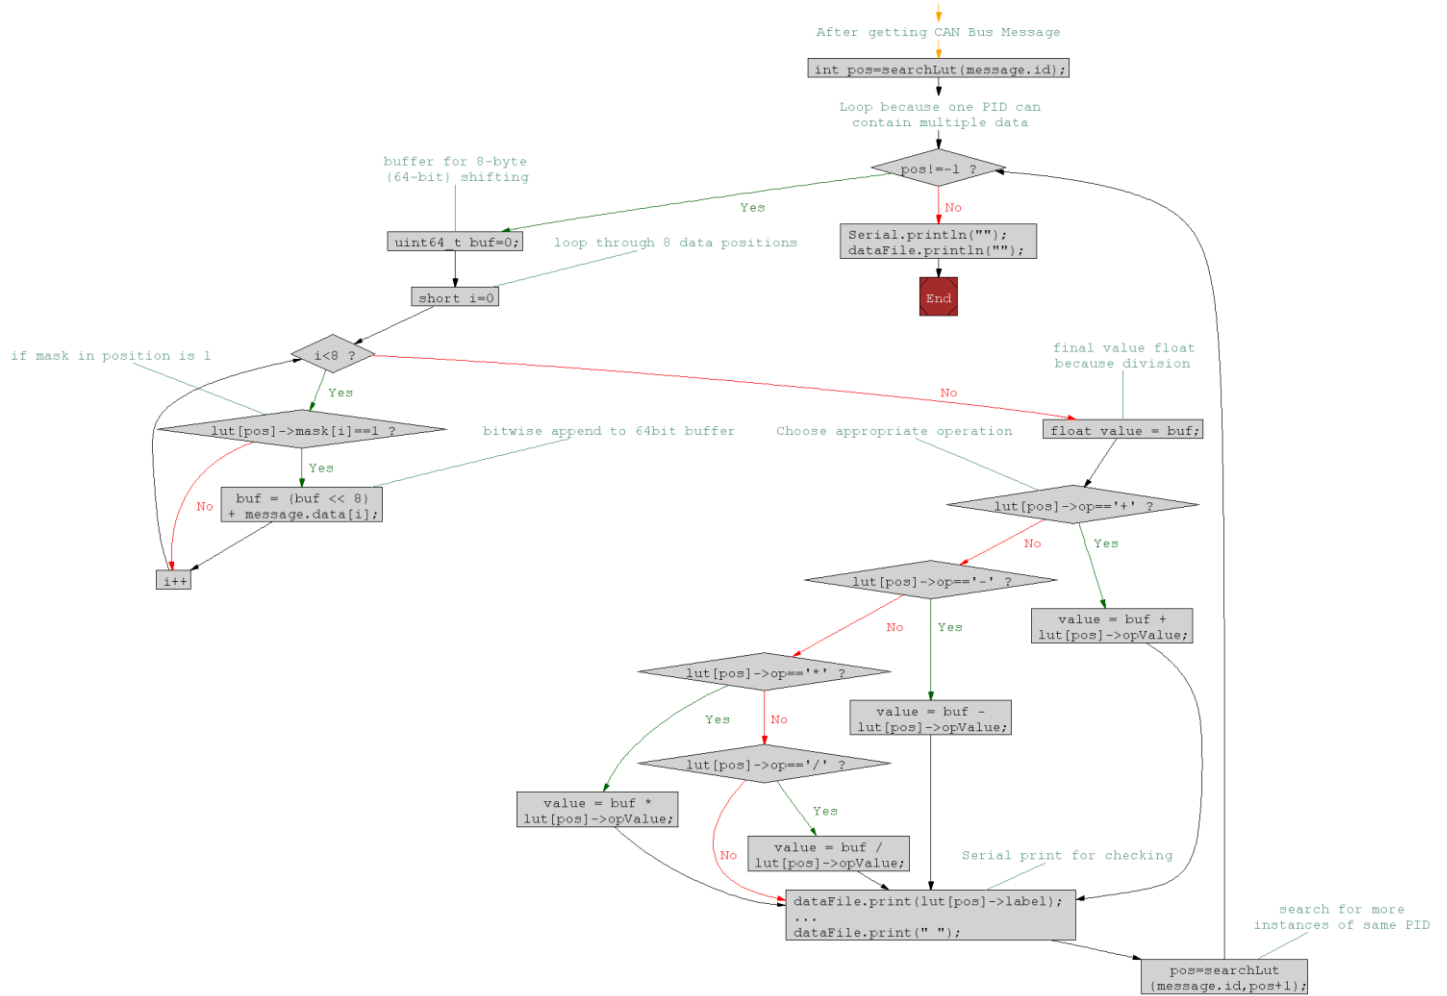 After getting CAN Bus Message
int pos=searchLut(message.id);
Loop because one PID can
contain multiple data
pos!=-1 ?
buffer for 8-byte
(64-bit) shifting
Yes
No
uint64_t buf=0;
Serial.println("");
dataFile.println("");
loop through 8 data positions
short i=0
End
if mask in position is 1
i<8 ?
final value float
because division
Yes
No
lut[pos]->mask[i]==1 ?
bitwise append to 64bit buffer
Choose appropriate operation
float value = buf;
Yes
No
buf = (buf << 8)
+ message.data[i];
lut[pos]->op=='+' ?
No
Yes
i++
lut[pos]->op=='-' ?
No
Yes
value = buf +
lut[pos]->opValue;
lut[pos]->op=='*' ?
Yes
No
value = buf -
lut[pos]->opValue;
lut[pos]->op=='/' ?
value = buf *
lut[pos]->opValue;
Yes
No
value = buf /
lut[pos]->opValue;
Serial print for checking
dataFile.print(lut[pos]->label);
...
dataFile.print(" ");
search for more
instances of same PID
pos=searchLut
(message.id,pos+1);